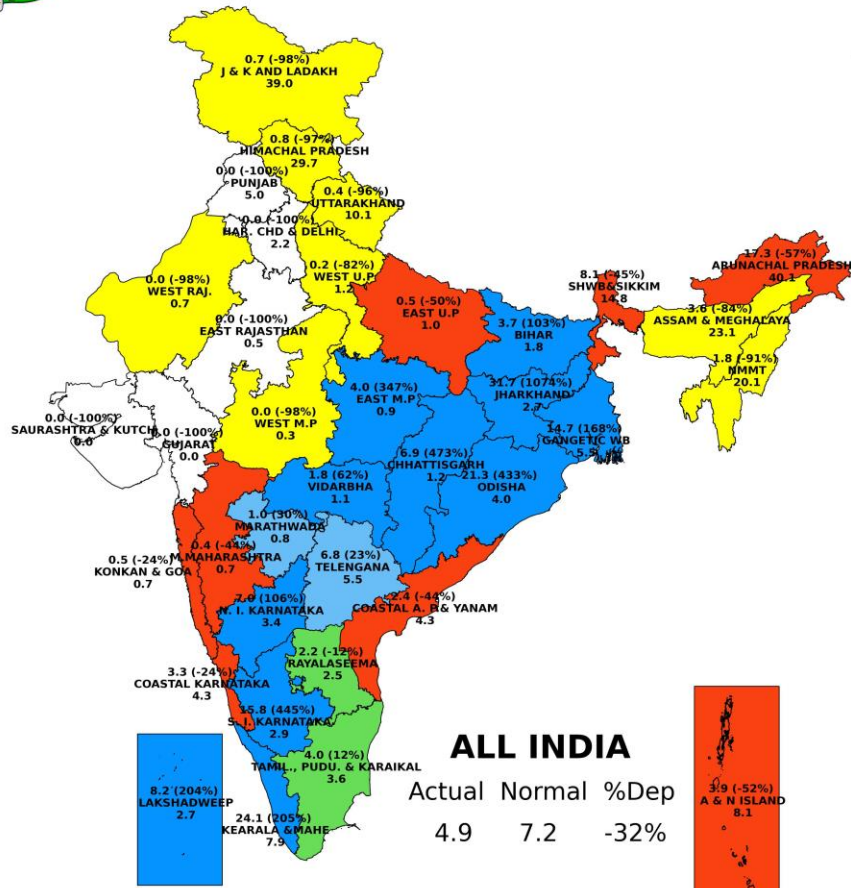 0.7 (-98%)
J & K AND LADAKH
39.0
0.8 (-97%)
HIMACHAL PRADESH
29.7
0.0 (-100%)
PUNJAB
5.0
0.4 (-96%)
UTTARAKHAND
10.1
0.0 (-100%)
HAR. CHD & DELHI
2.2
0.2 (-82%)
WEST U.P
1.2
0.0 (-98%)
WEST RAJ.
0.7
0.0 (-100%)
EAST RAJASTHAN
0.5
0.5 (-50%)
EAST U.P
1.0
8.1 (-45%)
SHWB&SIKKIM
14.8
17.3 (-57%)
ARUNACHAL PRADESH
40.1
3.6 (-84%)
ASSAM & MEGHALAYA
23.1
1.8 (-91%)
NMMT
20.1
3.7 (103%)
BIHAR
1.8
31.7 (1074%)
JHARKHAND
2.7
14.7 (168%)
GANGETIC WB
5.5
4.0 (347%)
EAST M.P
0.9
0.0 (-98%)
WEST M.P
0.3
0.0 (-100%)
SAURASHTRA & KUTCH
0.0
0.0 (-100%)
GUJARAT
0.0
6.9 (473%)
CHHATTISGARH
1.2
21.3 (433%)
ODISHA
4.0
1.8 (62%)
VIDARBHA
1.1
1.0 (30%)
MARATHWADA
0.8
0.4 (-44%)
M.MAHARASHTRA
0.7
0.5 (-24%)
KONKAN & GOA
0.7
6.8 (23%)
TELENGANA
5.5
2.4 (-44%)
COASTAL A. P.& YANAM
4.3
7.0 (106%)
N. I. KARNATAKA
3.4
2.2 (-12%)
RAYALASEEMA
2.5
3.3 (-24%)
COASTAL KARNATAKA
4.3
15.8 (445%)
S. I. KARNATAKA
2.9
4.0 (12%)
TAMIL., PUDU. & KARAIKAL
3.6
8.2 (204%)
LAKSHADWEEP
2.7
24.1 (205%)
KEARALA &MAHE
7.9
3.9 (-52%)
A & N ISLAND
8.1
ALL INDIA
Actual Normal %Dep
4.9 7.2 -32%